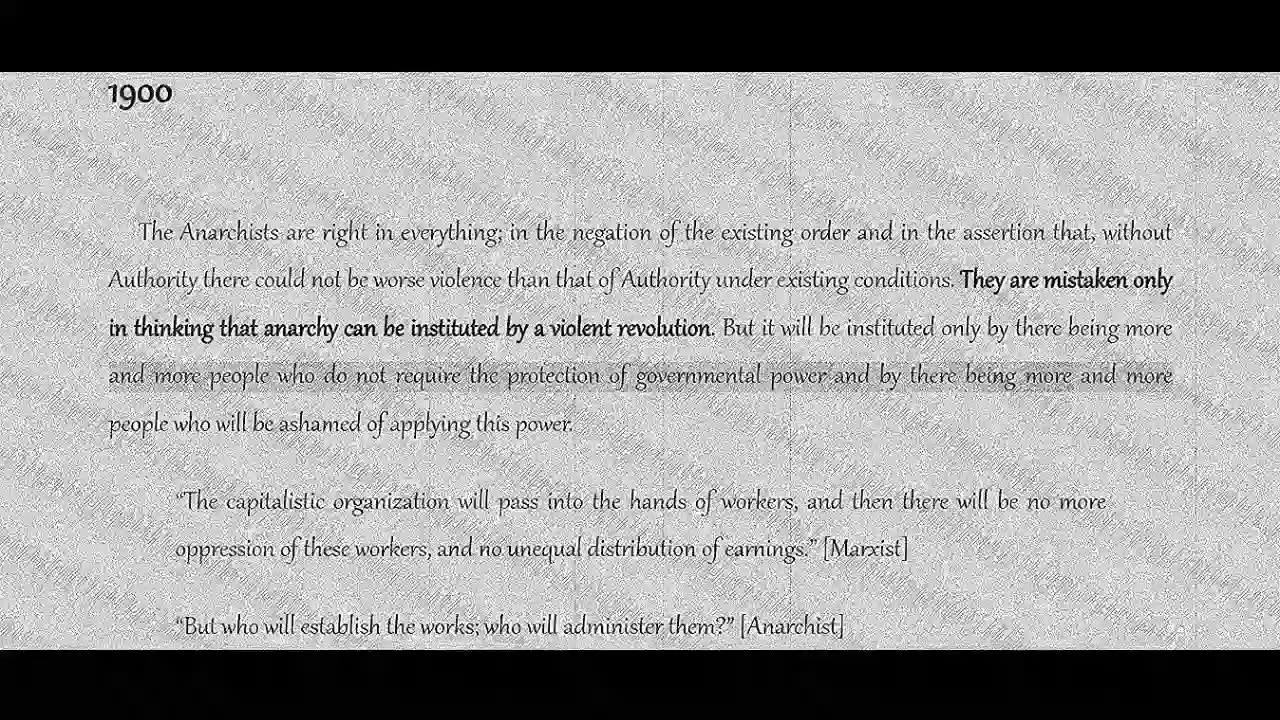 1900
The Anarchists are right in everything; in the negation of the existing order and in the assertion that, without
Authority there could not be worse violence than that of Authority under existing conditions. They are mistaken only
in thinking that anarchy can be instituted by a violent revolution. But it will be instituted only by there being more
and more people who do not require the protection of governmental power and by there being more and more
people who will be ashamed of applying this power.
“The capitalistic organization will pass into the hands of workers, and then there will be no more
oppression of these workers, and no unequal distribution of earnings.” [Marxist]
“But who will establish the works; who will administer them?” [Anarchist]